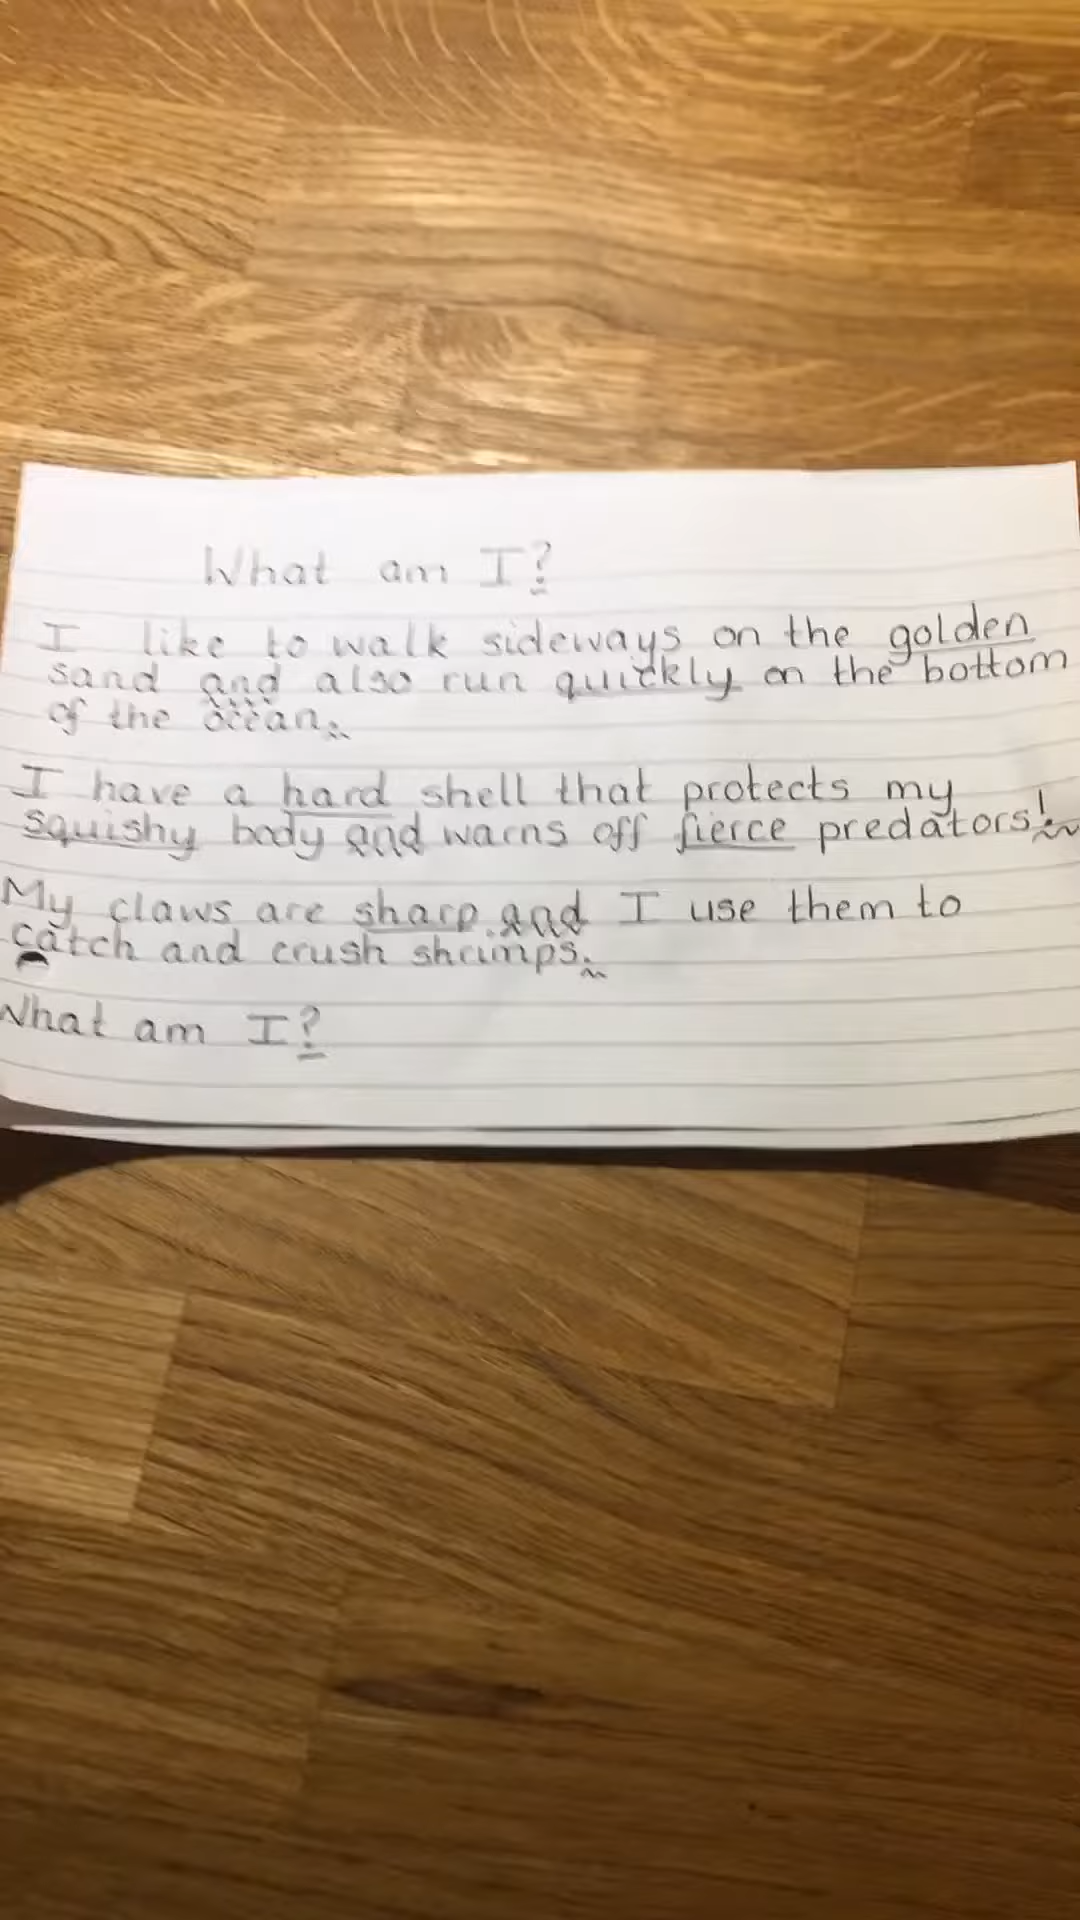 What am I?
I like to walk sideways on the golden
sand and also run quickly on the bottom
of the ocean.
I have a hard shell that protects my
squishy body and warns off fierce predators!
My claws are sharp and I use them to
catch and crush shrimps.
What am I?